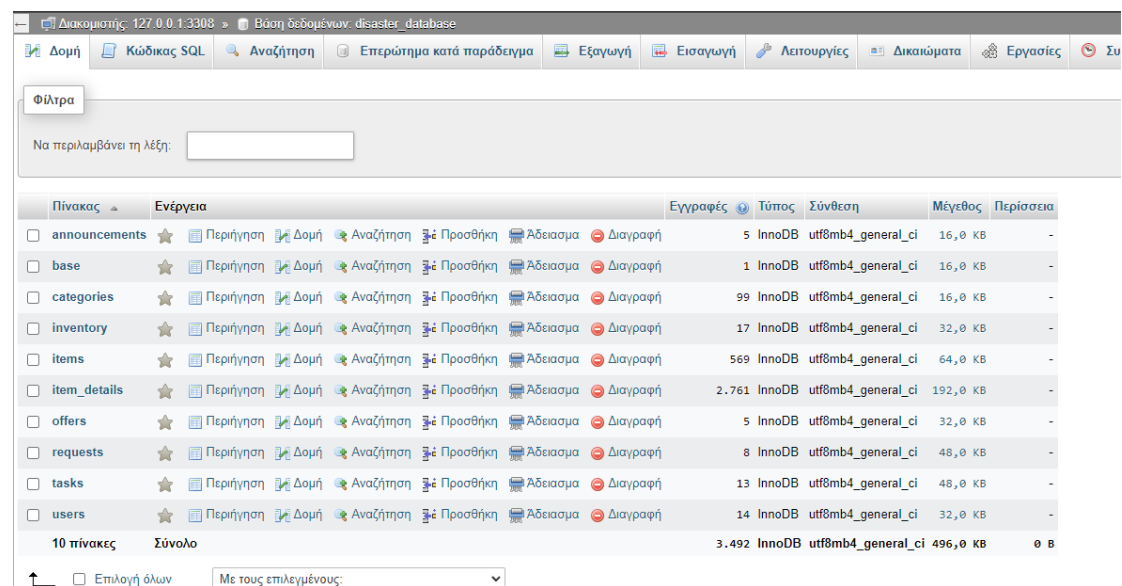 ← Διακομιστής: 127.0.0.1:3308 » Βάση δεδομένων: disaster_database
Δομή Κώδικας SQL Αναζήτηση Επερώτημα κατά παράδειγμα Εξαγωγή Εισαγωγή Λειτουργίες Δικαιώματα Εργασίες Συ
Φίλτρα
Να περιλαμβάνει τη λέξη:
Πίνακας Ενέργεια Εγγραφές Τύπος Σύνθεση Μέγεθος Περίσσεια
announcements Περιήγηση Δομή Αναζήτηση Προσθήκη Άδειασμα Διαγραφή 5 InnoDB utf8mb4_general_ci 16,0 KB -
base Περιήγηση Δομή Αναζήτηση Προσθήκη Άδειασμα Διαγραφή 1 InnoDB utf8mb4_general_ci 16,0 KB -
categories Περιήγηση Δομή Αναζήτηση Προσθήκη Άδειασμα Διαγραφή 99 InnoDB utf8mb4_general_ci 16,0 KB -
inventory Περιήγηση Δομή Αναζήτηση Προσθήκη Άδειασμα Διαγραφή 17 InnoDB utf8mb4_general_ci 32,0 KB -
items Περιήγηση Δομή Αναζήτηση Προσθήκη Άδειασμα Διαγραφή 569 InnoDB utf8mb4_general_ci 64,0 KB -
item_details Περιήγηση Δομή Αναζήτηση Προσθήκη Άδειασμα Διαγραφή 2.761 InnoDB utf8mb4_general_ci 192,0 KB -
offers Περιήγηση Δομή Αναζήτηση Προσθήκη Άδειασμα Διαγραφή 5 InnoDB utf8mb4_general_ci 32,0 KB -
requests Περιήγηση Δομή Αναζήτηση Προσθήκη Άδειασμα Διαγραφή 8 InnoDB utf8mb4_general_ci 48,0 KB -
tasks Περιήγηση Δομή Αναζήτηση Προσθήκη Άδειασμα Διαγραφή 13 InnoDB utf8mb4_general_ci 48,0 KB -
users Περιήγηση Δομή Αναζήτηση Προσθήκη Άδειασμα Διαγραφή 14 InnoDB utf8mb4_general_ci 32,0 KB -
10 πίνακες Σύνολο 3.492 InnoDB utf8mb4_general_ci 496,0 KB 0 B
Επιλογή όλων Με τους επιλεγμένους: